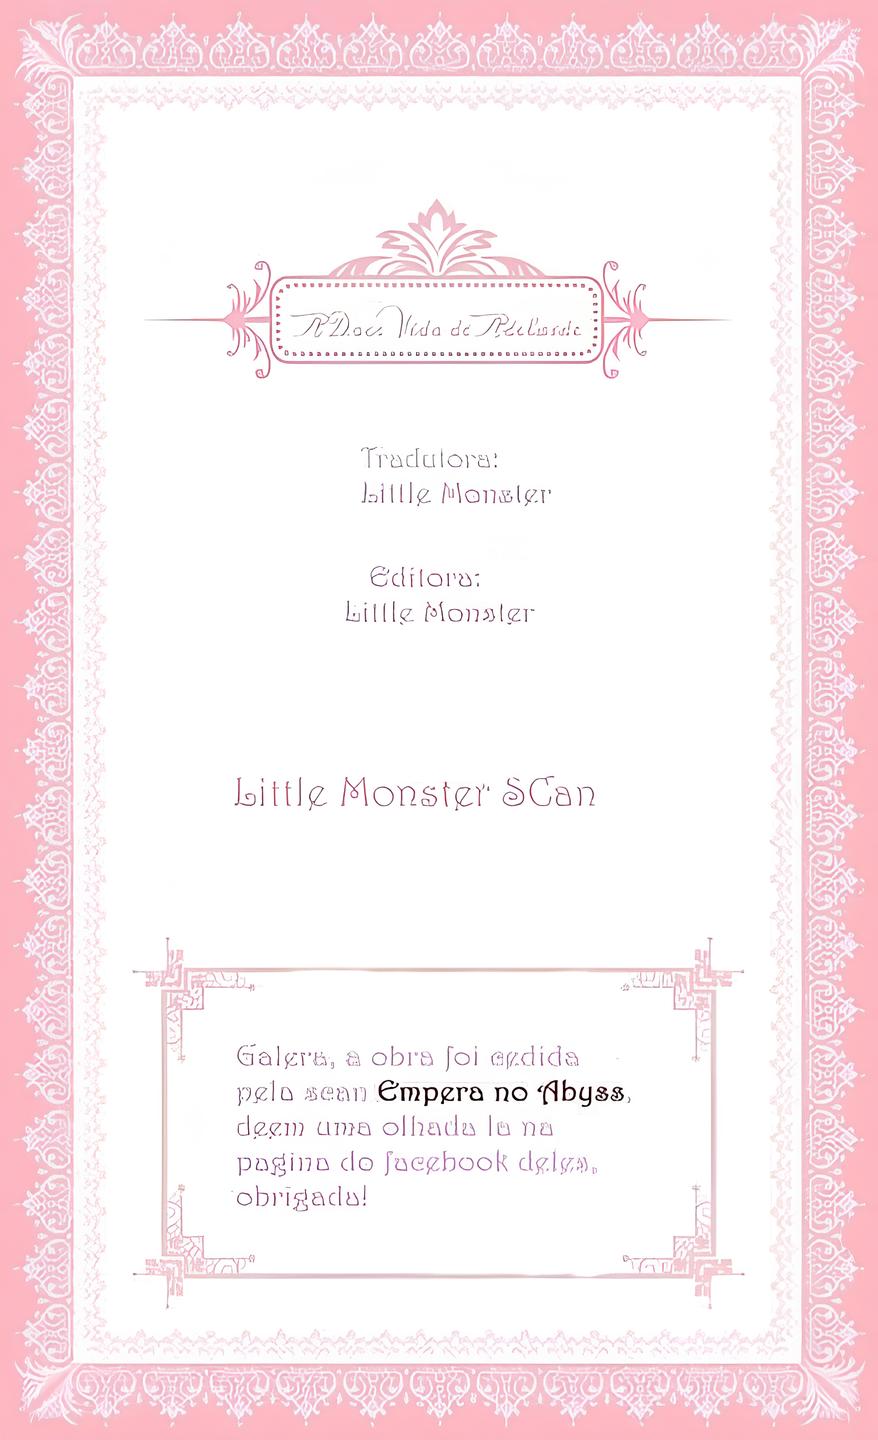 A Doce Vida de Adelaide
Tradutora:
Little Monster
Editora:
Little Monster
Little Monster SCan
Galera, a obra foi cedida
pelo scan Empera no Abyss,
deem uma olhada la na
pagina do facebook deles,
obrigada!